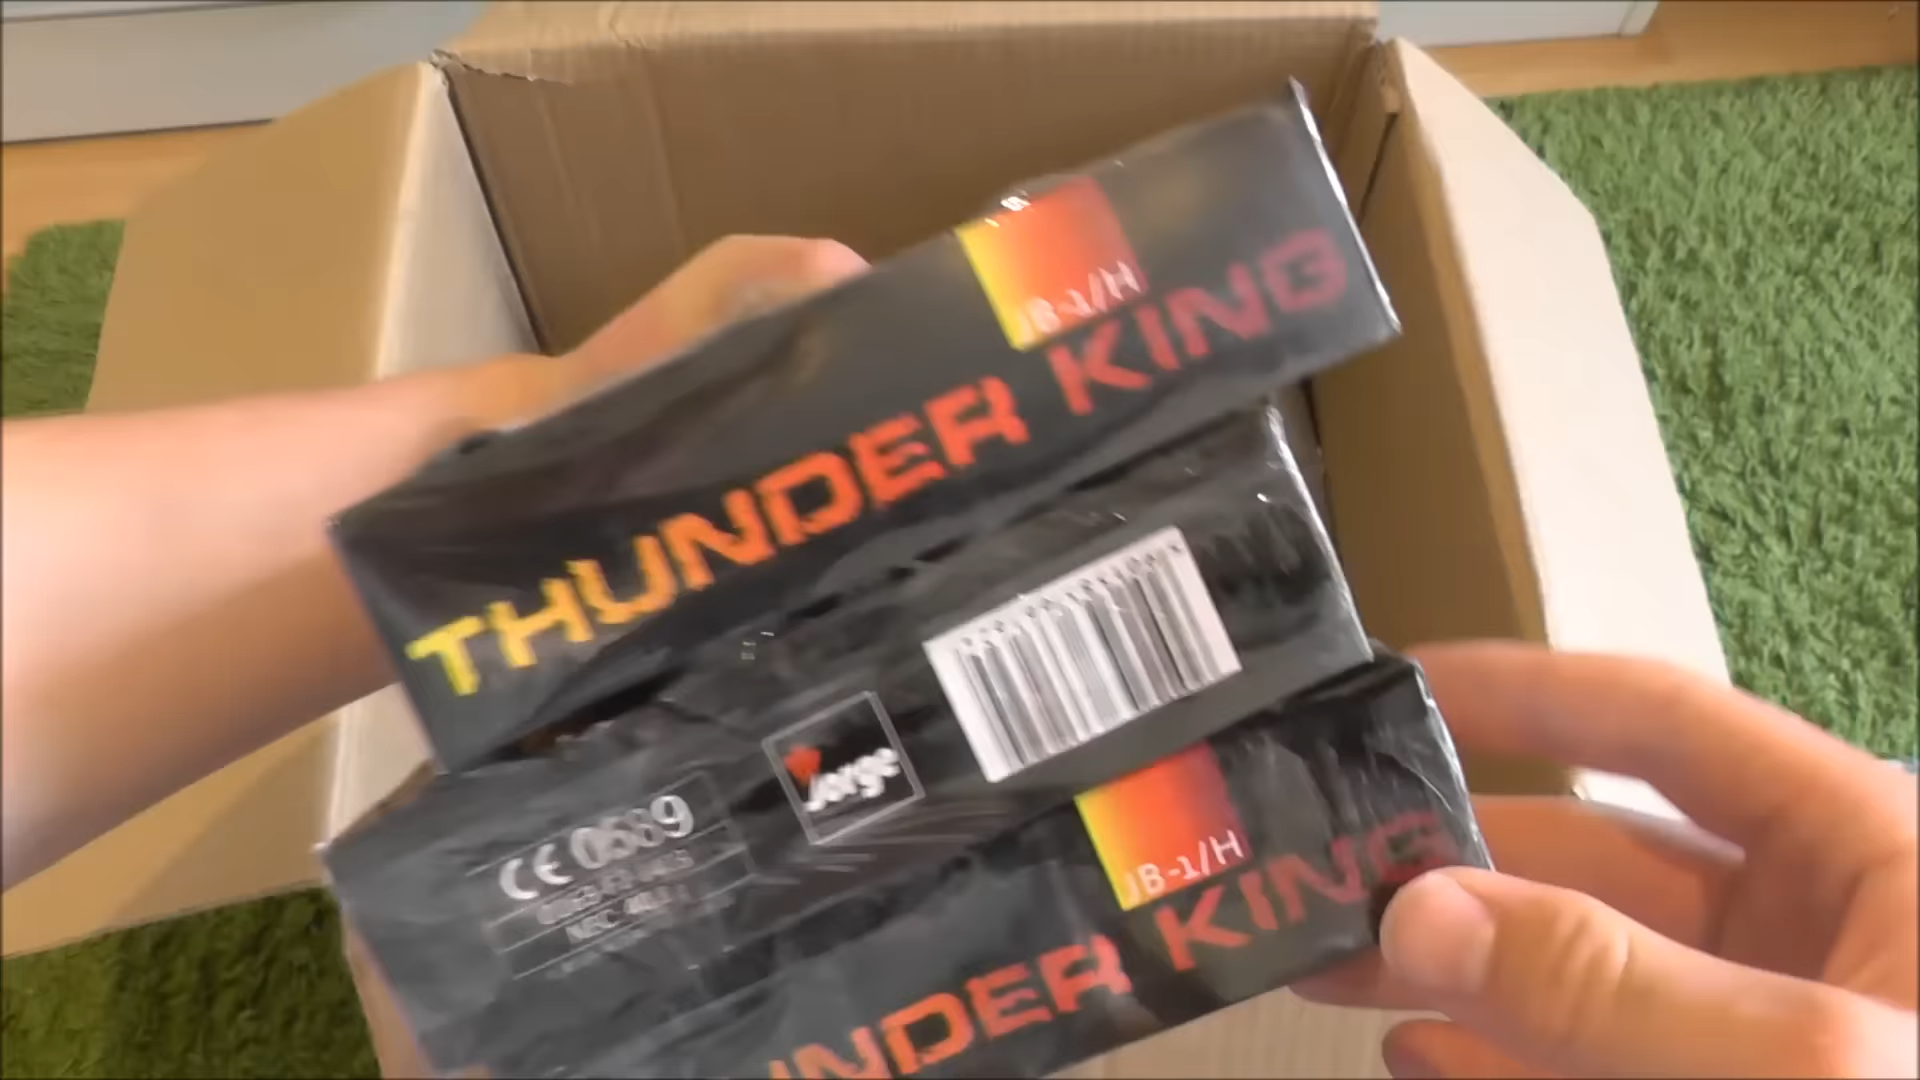 JB-1/H
THUNDER KING
Jorge
CE 0589
JB-1/H
NDER KING